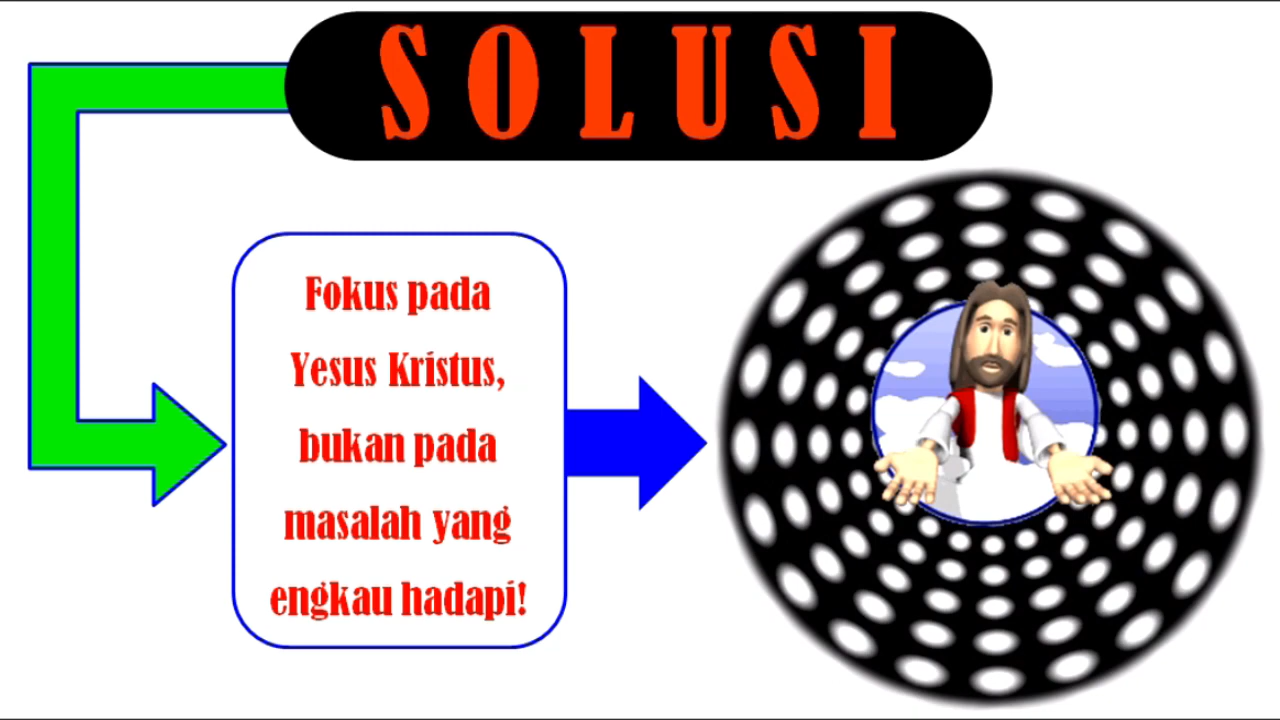 SOLUSI
Fokus pada
Yesus Kristus,
bukan pada
masalah yang
engkau hadapi!